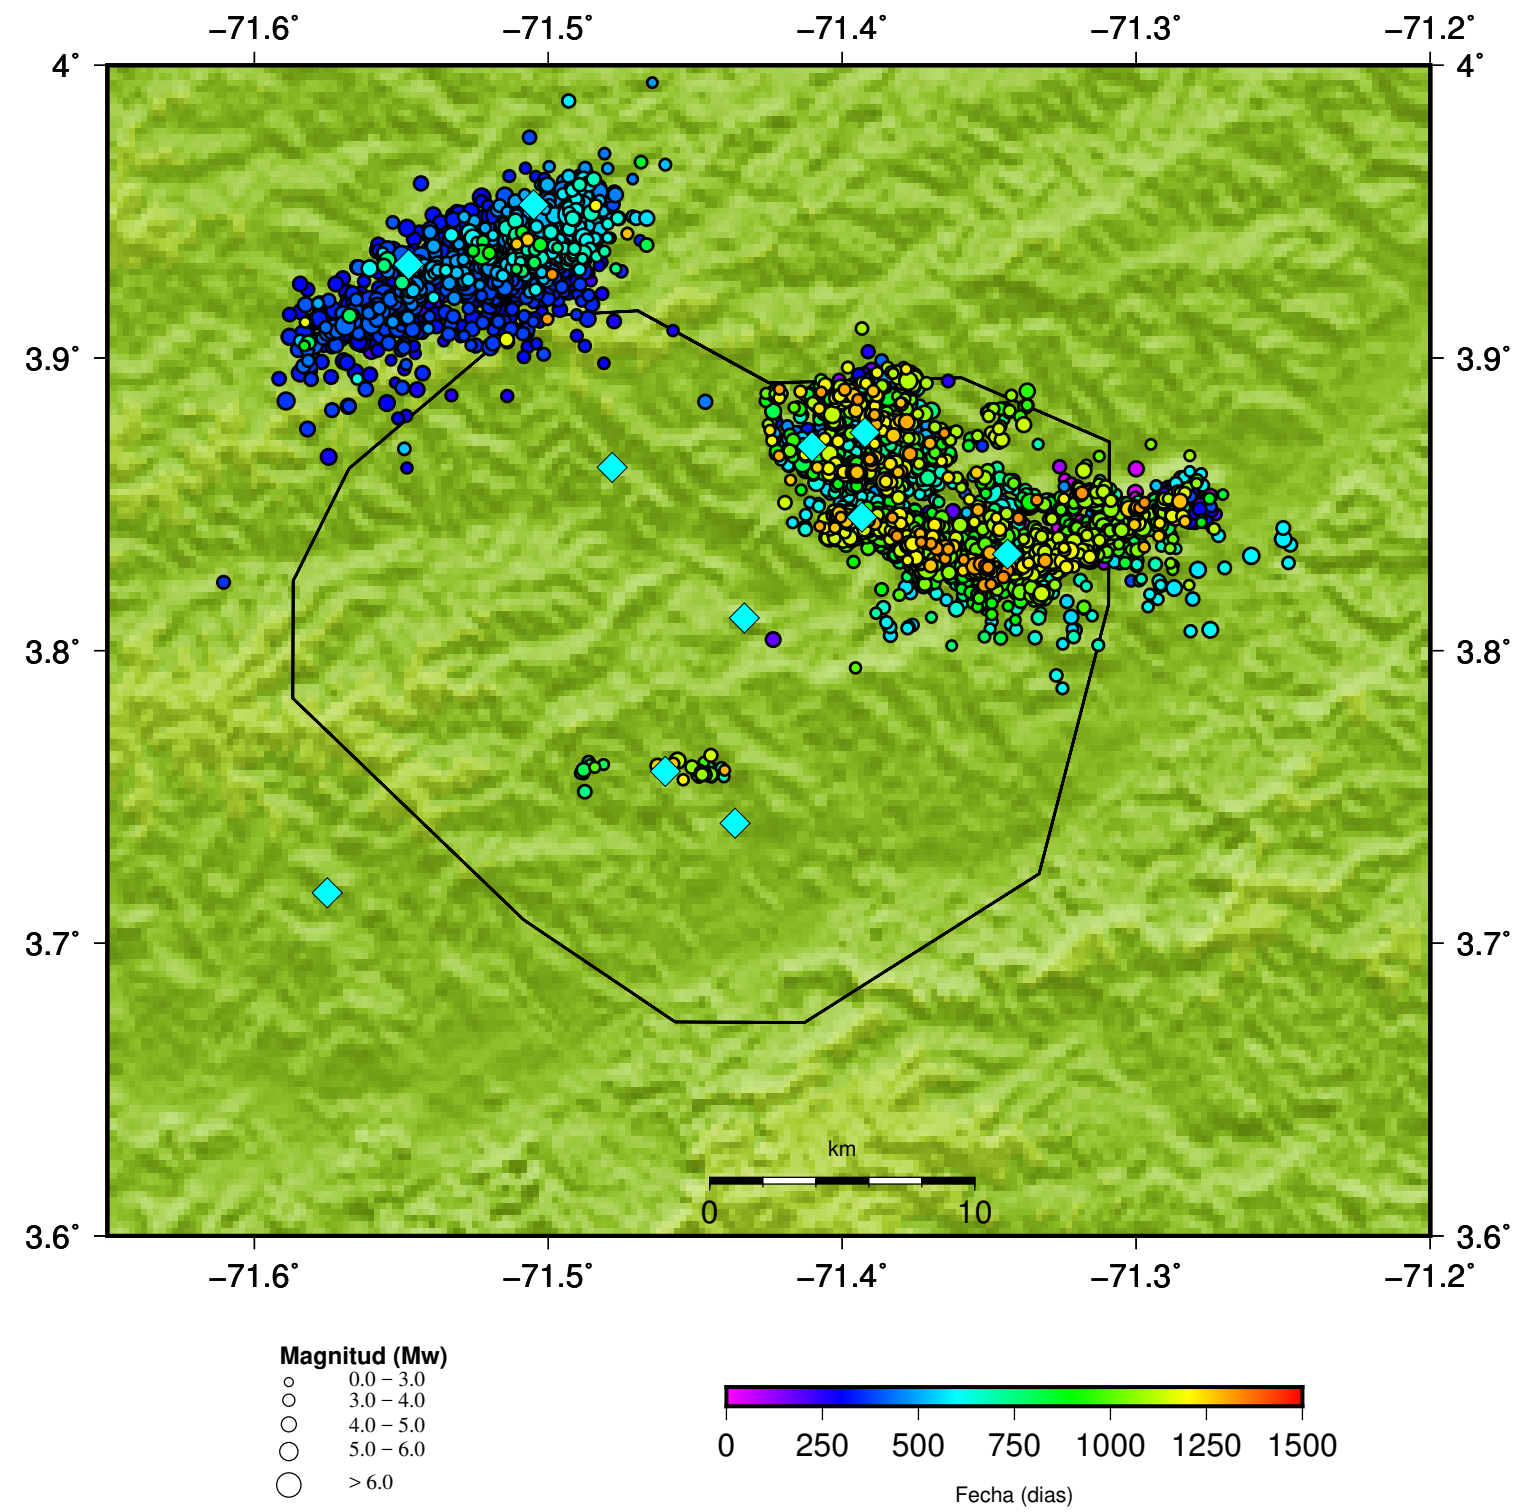 −71.6˚ −71.5˚ −71.4˚ −71.3˚ −71.2˚
4˚ 4˚
3.9˚ 3.9˚
3.8˚ 3.8˚
3.7˚ 3.7˚
km
0 10
3.6˚ 3.6˚
−71.6˚ −71.5˚ −71.4˚ −71.3˚ −71.2˚
Magnitud (Mw)
0.0 − 3.0
3.0 − 4.0
4.0 − 5.0
5.0 − 6.0
> 6.0
0 250 500 750 1000 1250 1500
Fecha (dias)